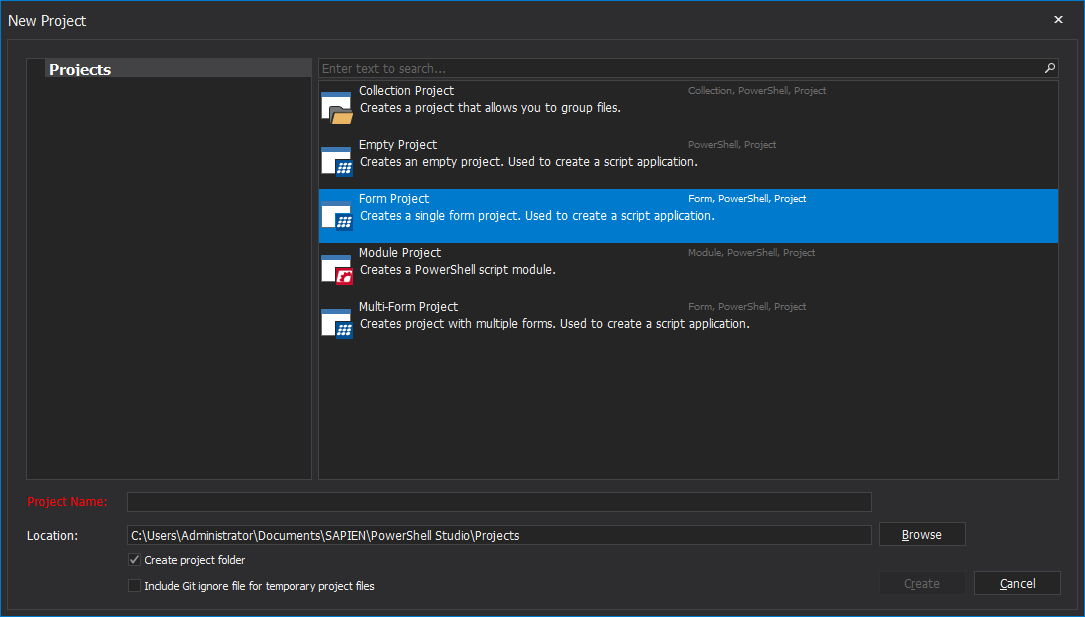 New Project
Projects
Enter text to search...
Collection Project
Collection, PowerShell, Project
Creates a project that allows you to group files.
Empty Project
PowerShell, Project
Creates an empty project. Used to create a script application.
Form Project
Form, PowerShell, Project
Creates a single form project. Used to create a script application.
Module Project
Module, PowerShell, Project
Creates a PowerShell script module.
Multi-Form Project
Form, PowerShell, Project
Creates project with multiple forms. Used to create a script application.
Project Name:
Location:
C:\Users\Administrator\Documents\SAPIEN\PowerShell Studio\Projects
Browse
Create project folder
Include Git ignore file for temporary project files
Create
Cancel